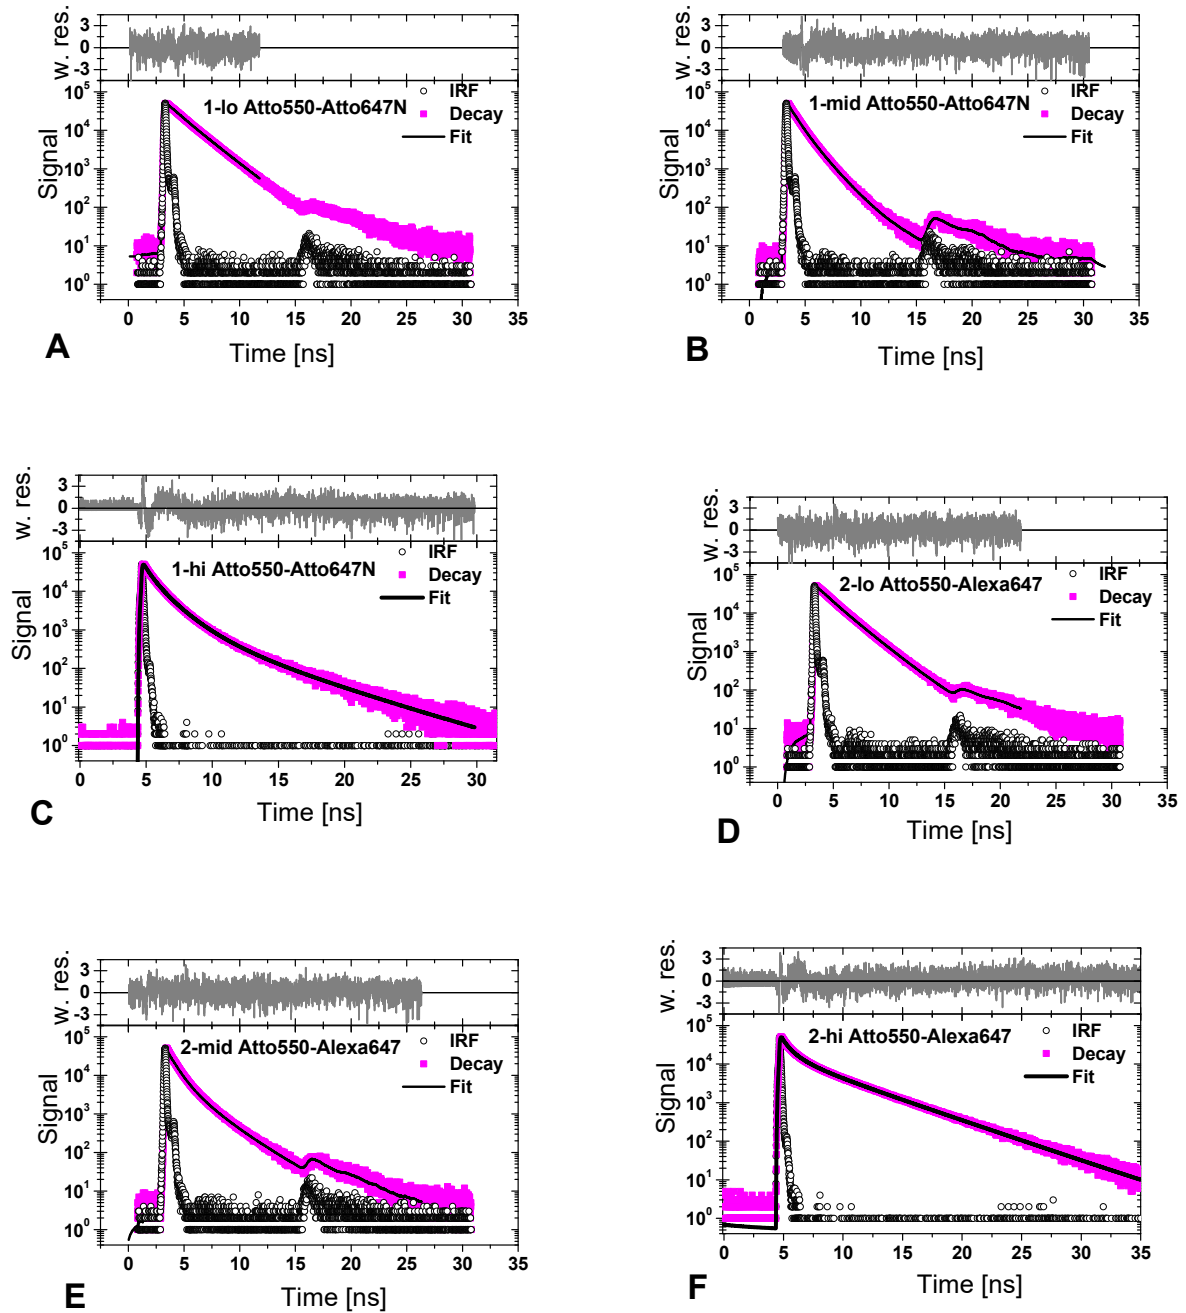 w. res.
3
0
-3
Signal
10^5
10^4
10^3
10^2
10^1
10^0
1-lo Atto550-Atto647N
IRF
Decay
Fit
0 5 10 15 20 25 30 35
Time [ns]
A
w. res.
3
0
-3
Signal
10^5
10^4
10^3
10^2
10^1
10^0
1-mid Atto550-Atto647N
IRF
Decay
Fit
0 5 10 15 20 25 30 35
Time [ns]
B
w. res.
3
0
-3
Signal
10^5
10^4
10^3
10^2
10^1
10^0
1-hi Atto550-Atto647N
IRF
Decay
Fit
0 5 10 15 20 25 30
Time [ns]
C
w. res.
3
0
-3
Signal
10^5
10^4
10^3
10^2
10^1
10^0
2-lo Atto550-Alexa647
IRF
Decay
Fit
0 5 10 15 20 25 30 35
Time [ns]
D
w. res.
3
0
-3
Signal
10^5
10^4
10^3
10^2
10^1
10^0
2-mid Atto550-Alexa647
IRF
Decay
Fit
0 5 10 15 20 25 30 35
Time [ns]
E
w. res.
3
0
-3
Signal
10^5
10^4
10^3
10^2
10^1
10^0
2-hi Atto550-Alexa647
IRF
Decay
Fit
0 5 10 15 20 25 30 35
Time [ns]
F